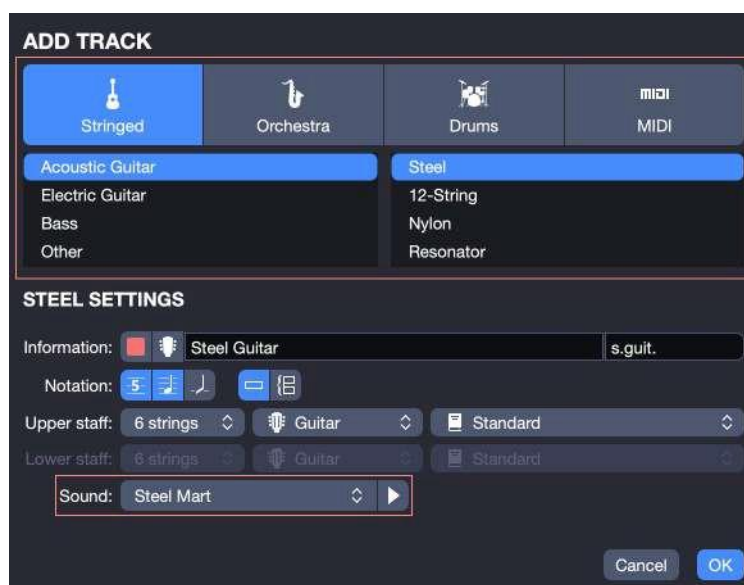 ADD TRACK
Stringed Orchestra Drums MIDI MIDI
Acoustic Guitar Steel
Electric Guitar 12-String
Bass Nylon
Other Resonator
STEEL SETTINGS
Information: Steel Guitar s.guit.
Notation: 5
Upper staff: 6 strings Guitar Standard
Lower staff: 6 strings Guitar Standard
Sound: Steel Mart
Cancel OK